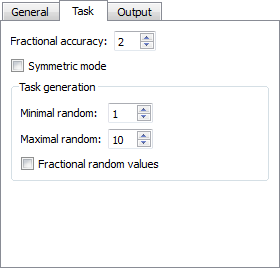 General Task Output
Fractional accuracy: 2
Symmetric mode
Task generation
Minimal random: 1
Maximal random: 10
Fractional random values